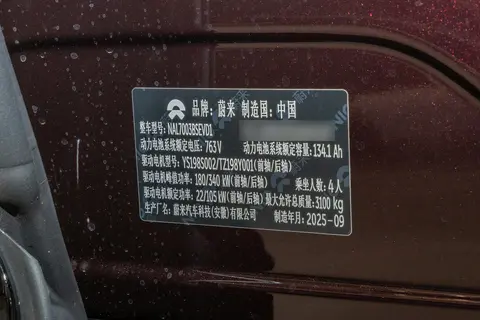 品牌：蔚来 制造国：中国
整车型号：NAL7003BSEVD1
动力电池系统额定电压：763V 动力电池系统额定容量：134.1 Ah
驱动电机型号：YS198S002/TZ198Y001(前轴/后轴)
驱动电机峰值功率：180/340 kW(前轴/后轴) 乘坐人数：4人
驱动电机额定功率：22/105 kW(前轴/后轴) 最大允许总质量：3100 kg
生产厂名：蔚来汽车科技(安徽)有限公司 制造年月：2025-09